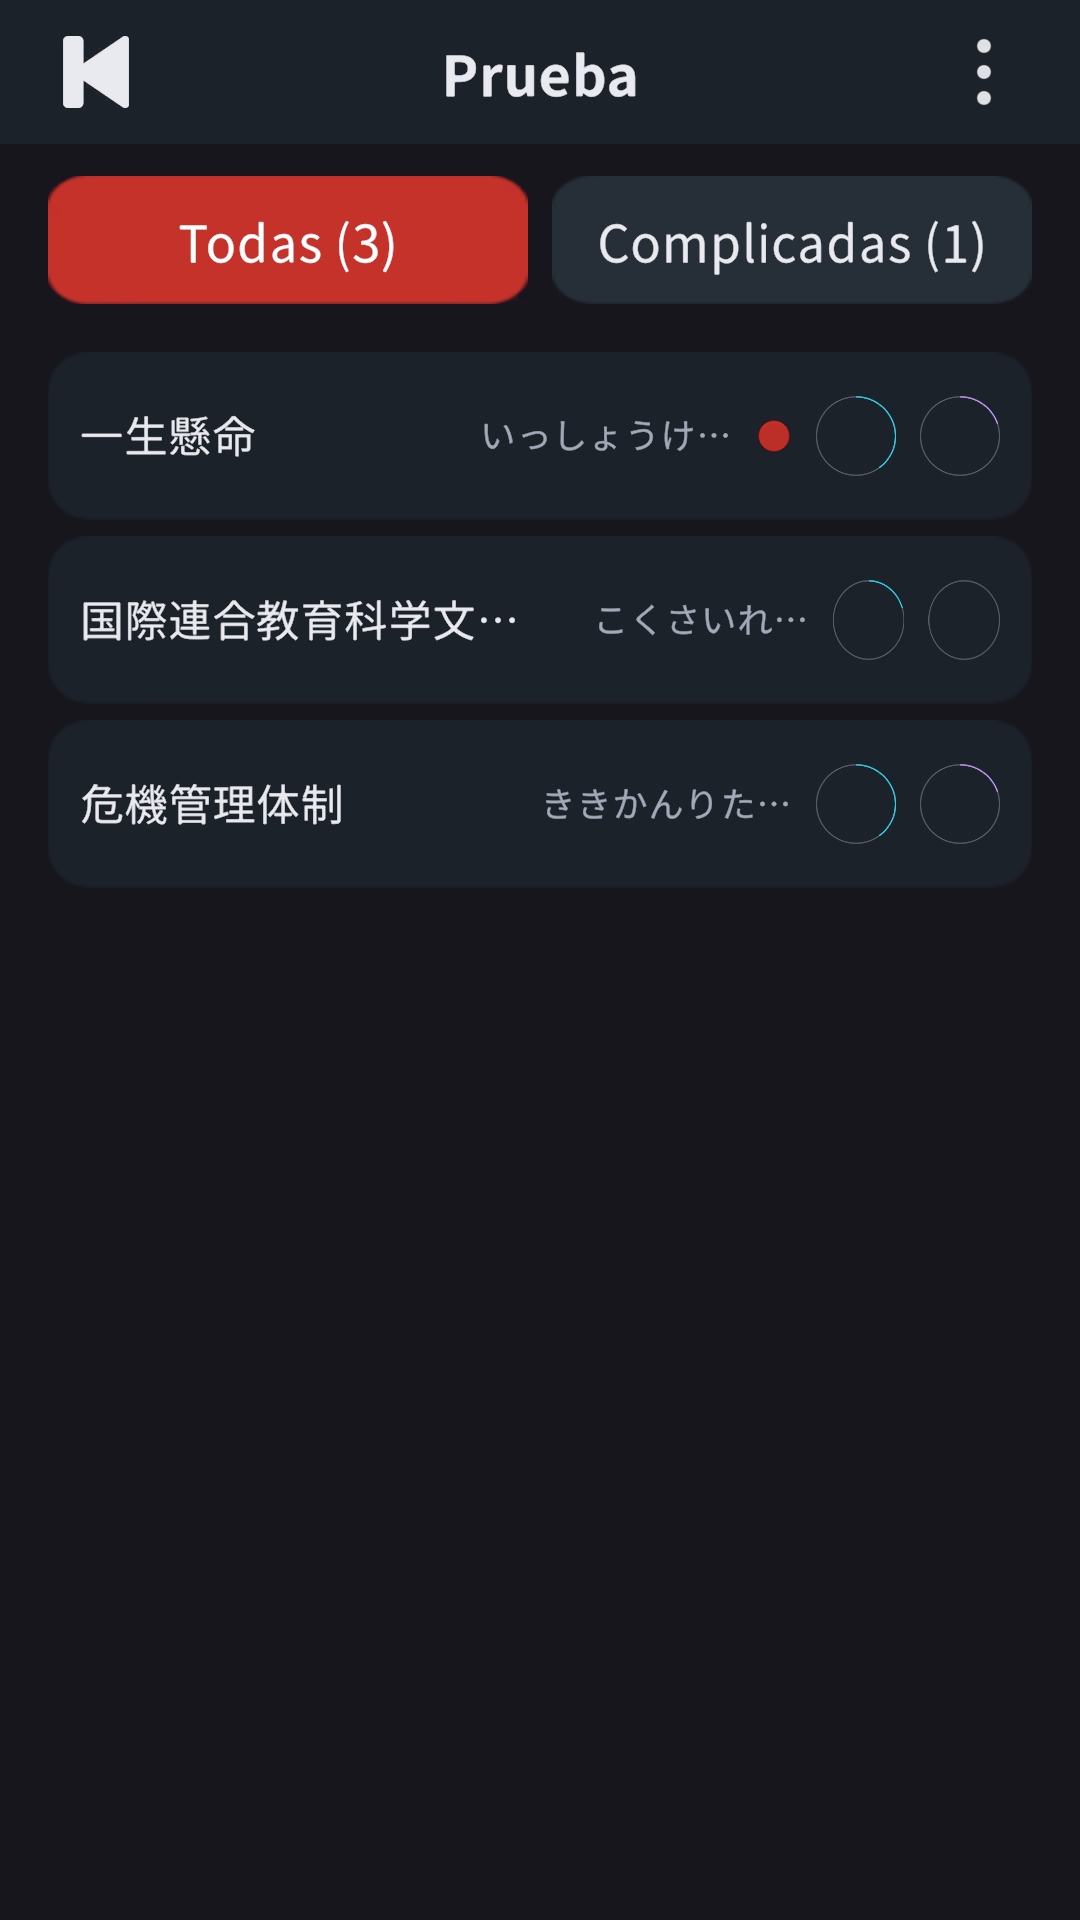 Prueba
Todas (3)
Complicadas (1)
一生懸命 いっしょうけ…
国際連合教育科学文… こくさいれ…
危機管理体制 ききかんりた…